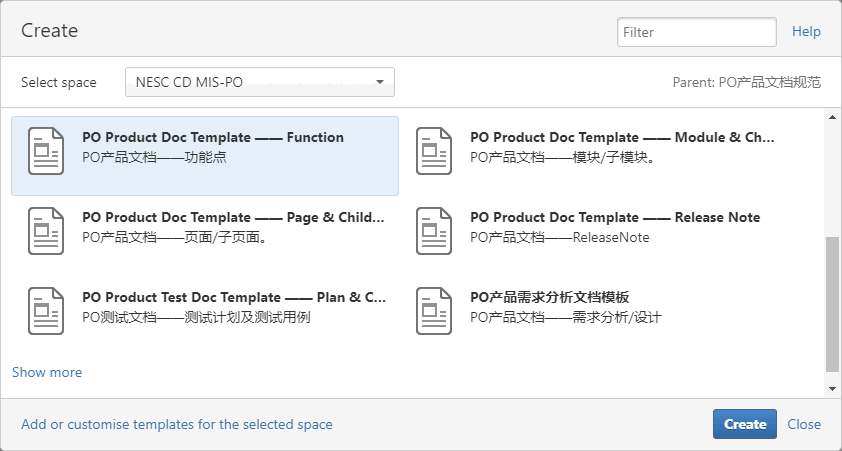 Create
Filter
Help
Select space
NESC CD MIS-PO
Parent: PO产品文档规范
PO Product Doc Template —— Function
PO产品文档——功能点
PO Product Doc Template —— Module & Ch...
PO产品文档——模块/子模块。
PO Product Doc Template —— Page & Child...
PO产品文档——页面/子页面。
PO Product Doc Template —— Release Note
PO产品文档——ReleaseNote
PO Product Test Doc Template —— Plan & C...
PO测试文档——测试计划及测试用例
PO产品需求分析文档模板
PO产品文档——需求分析/设计
Show more
Add or customise templates for the selected space
Create
Close